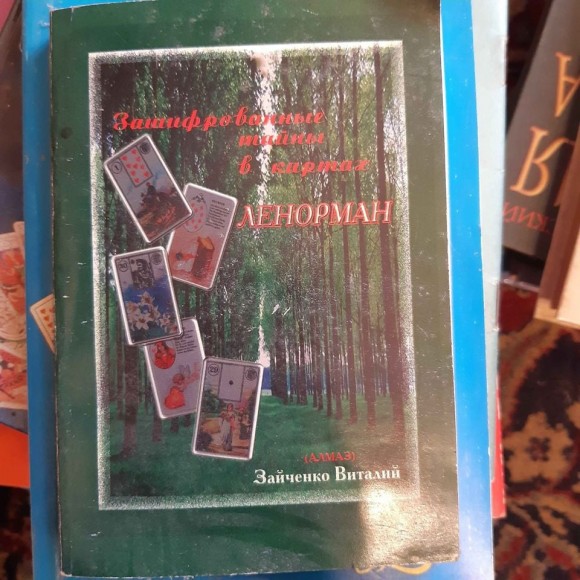 Зашифрованные
тайны
в картах
ЛЕНОРМАН
(АЛМАЗ)
Зайченко Виталий